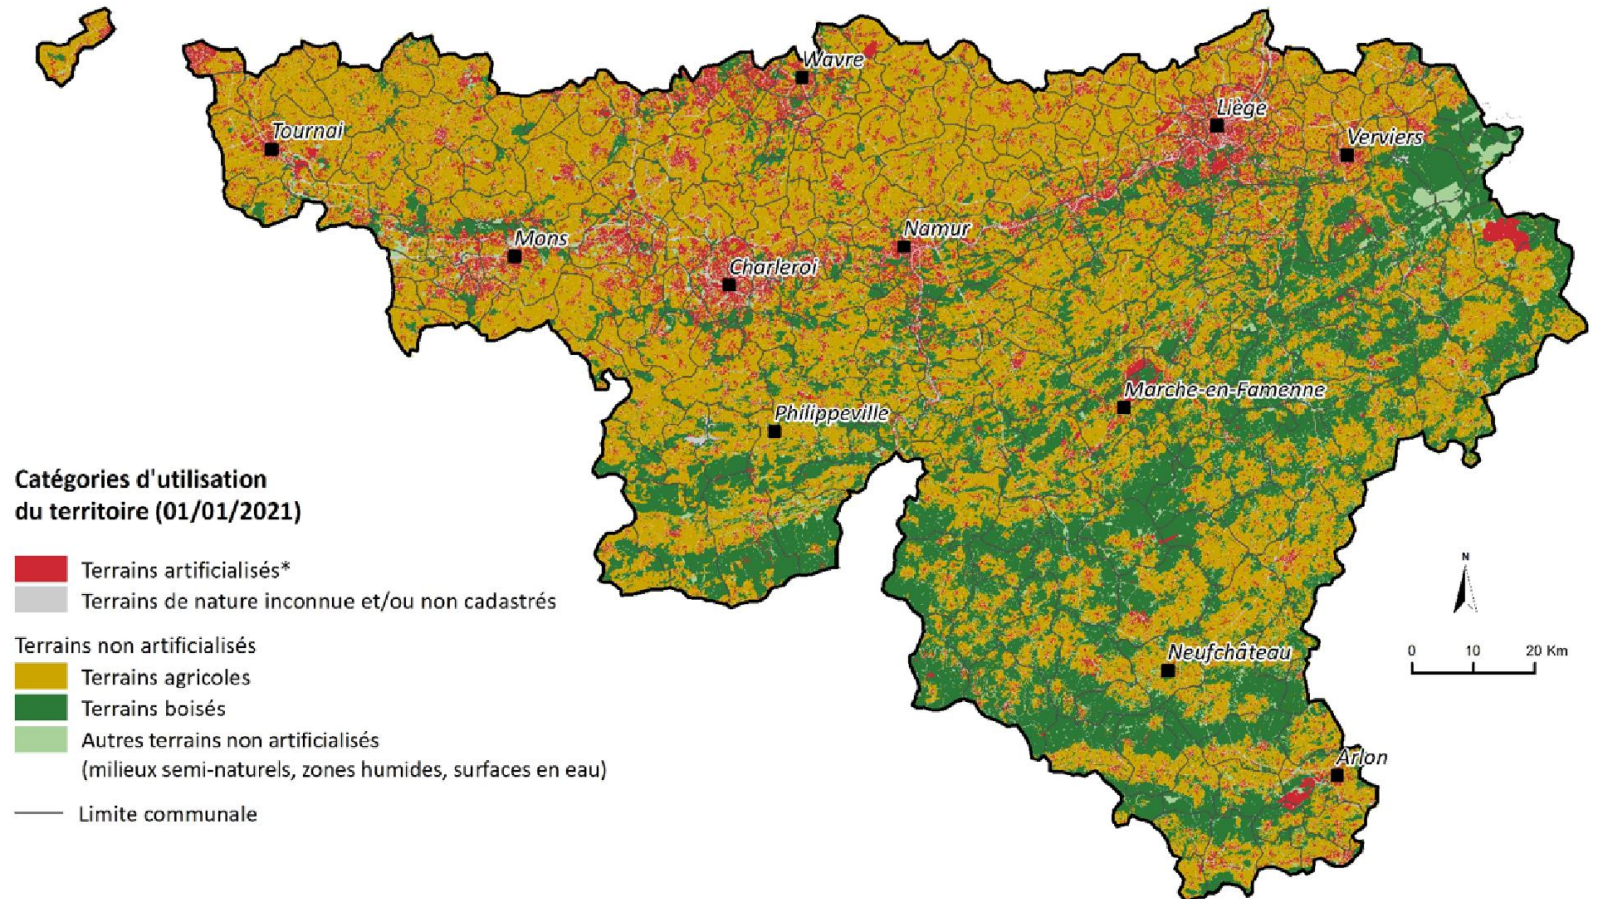 Wavre
Liège
Tournai
Verviers
Namur
Mons
Charleroi
Marche-en-Famenne
Philippeville
Catégories d'utilisation
du territoire (01/01/2021)
Terrains artificialisés*
Terrains de nature inconnue et/ou non cadastrés
Terrains non artificialisés
Terrains agricoles
Terrains boisés
Autres terrains non artificialisés
(milieux semi-naturels, zones humides, surfaces en eau)
Limite communale
N
0 10 20 Km
Neufchâteau
Arlon